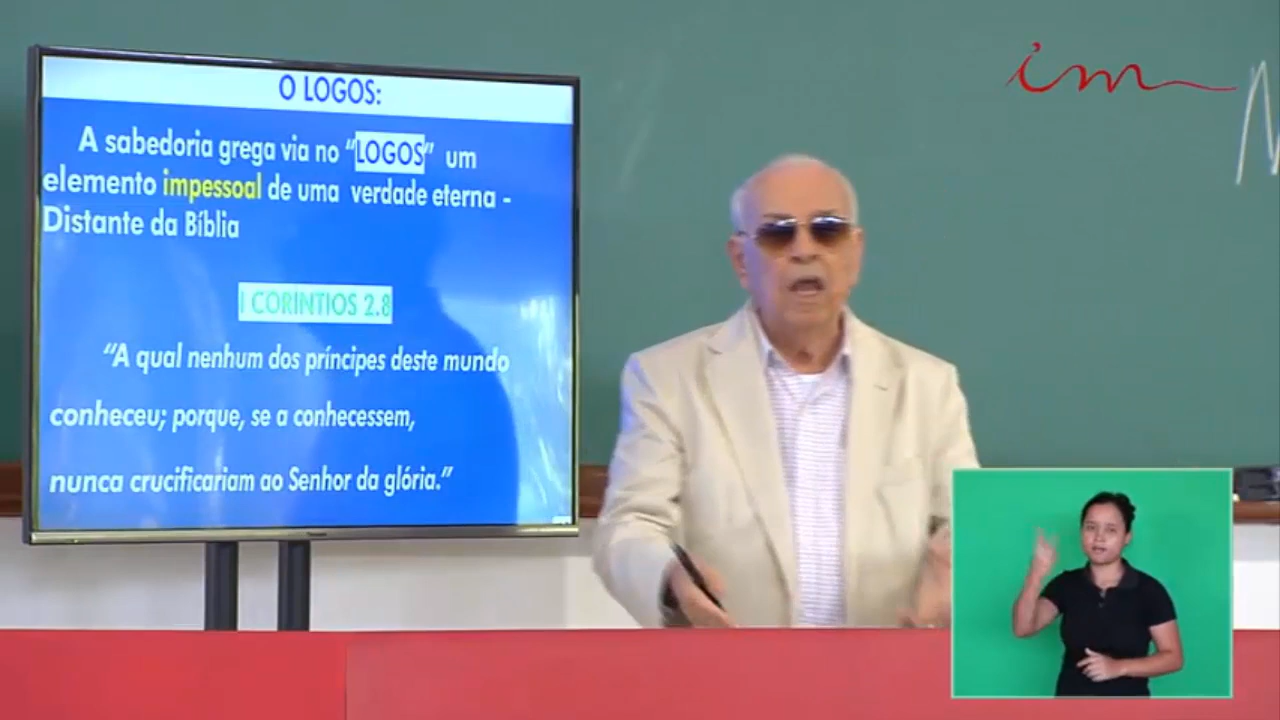 O LOGOS:
A sabedoria grega via no "LOGOS" um
elemento impessoal de uma verdade eterna -
Distante da Bíblia
I CORINTIOS 2.8
"A qual nenhum dos príncipes deste mundo
conheceu; porque, se a conhecessem,
nunca crucificariam ao Senhor da glória."
im